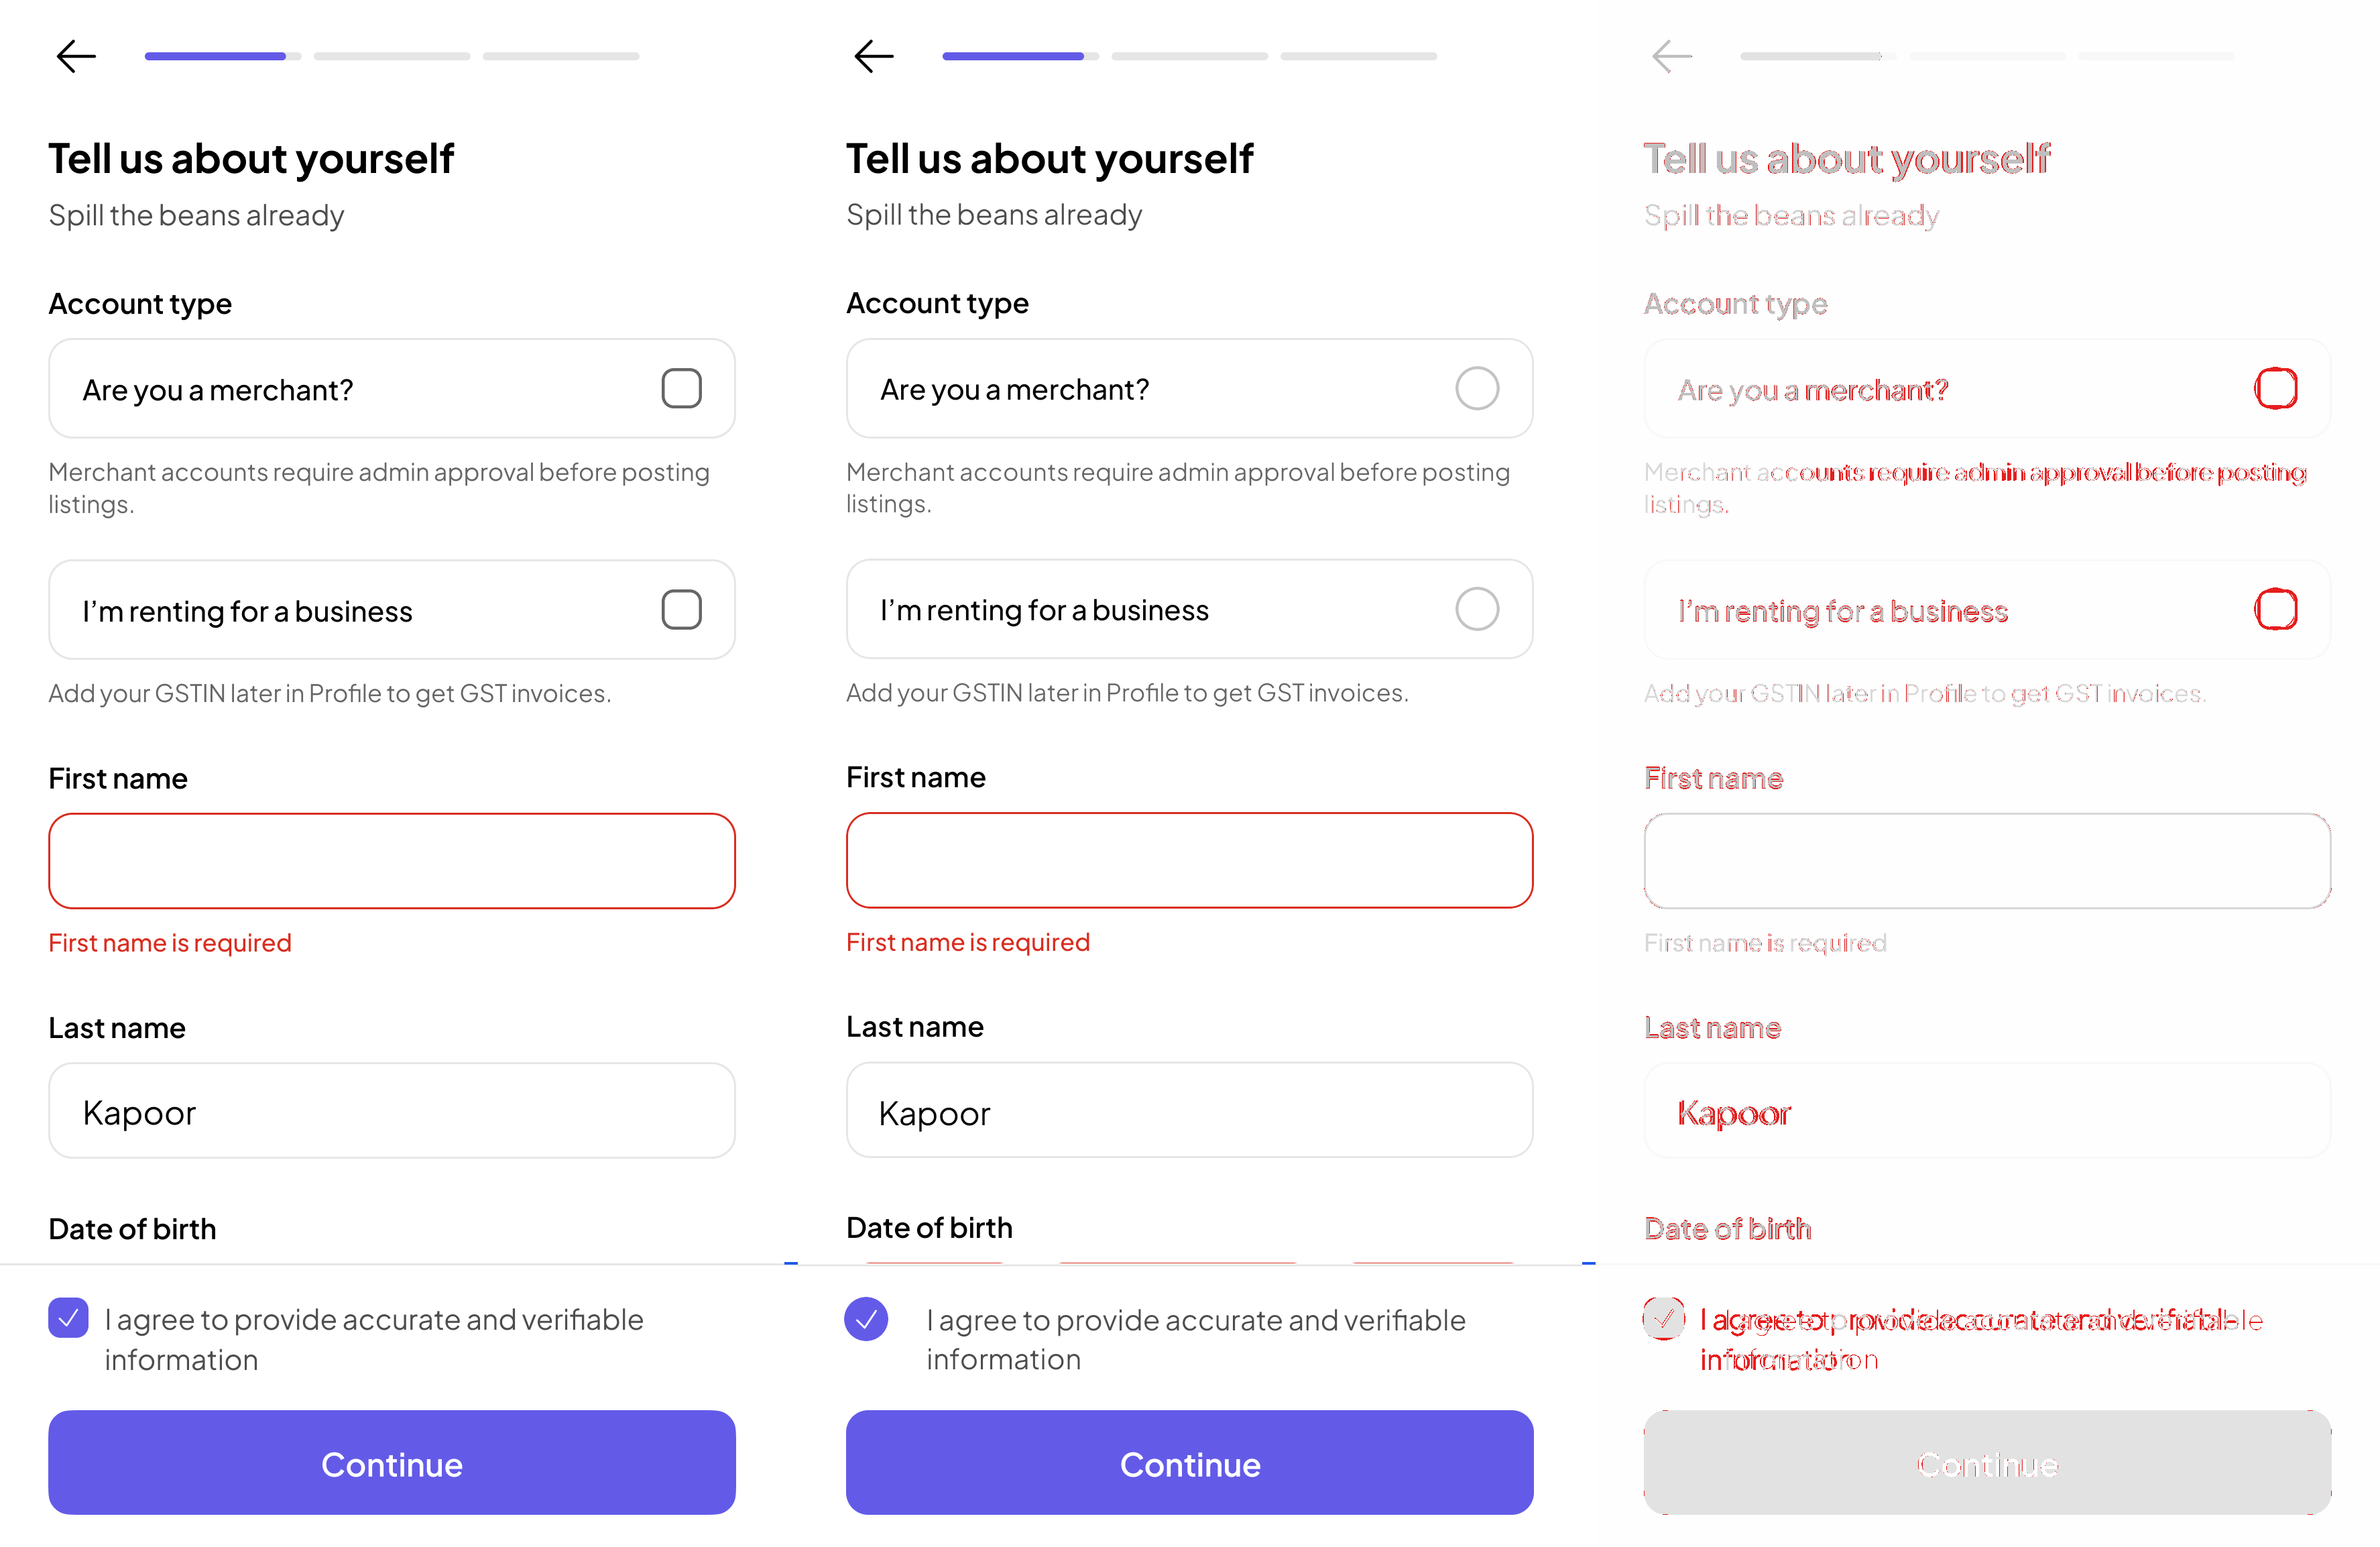 Tell us about yourself
Spill the beans already
Account type
Are you a merchant?
Merchant accounts require admin approval before posting
listings.
I’m renting for a business
Add your GSTIN later in Profile to get GST invoices.
First name
First name is required
Last name
Kapoor
Date of birth
I agree to provide accurate and verifiable
information
Continue
Tell us about yourself
Spill the beans already
Account type
Are you a merchant?
Merchant accounts require admin approval before posting
listings.
I’m renting for a business
Add your GSTIN later in Profile to get GST invoices.
First name
First name is required
Last name
Kapoor
Date of birth
I agree to provide accurate and verifiable
information
Continue
Tell us about yourself
Spill the beans already
Account type
Are you a merchant?
Merchant accounts require admin approval before posting
listings.
I’m renting for a business
Add your GSTIN later in Profile to get GST invoices.
First name
First name is required
Last name
Kapoor
Date of birth
I agree to provide accurate and verifiable
information
Continue